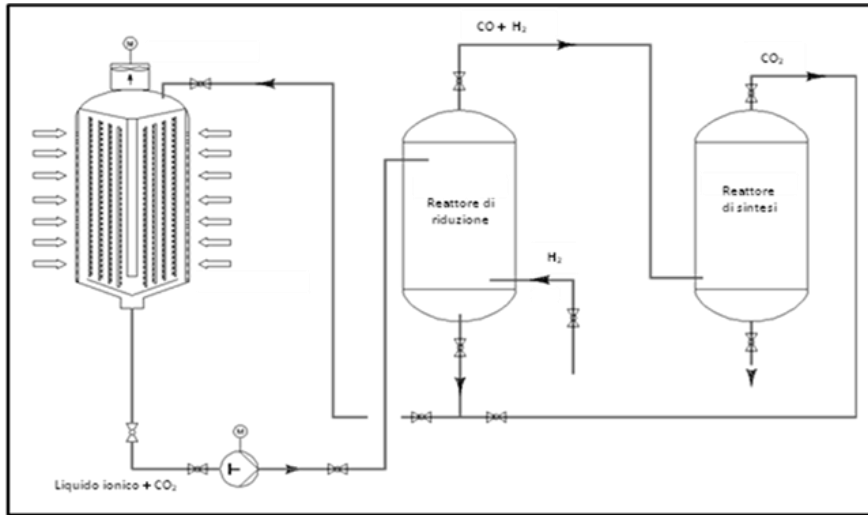 CO + H₂
CO₂
M
Reattore di
riduzione
Reattore
di sintesi
H₂
M
Liquido ionico + CO₂